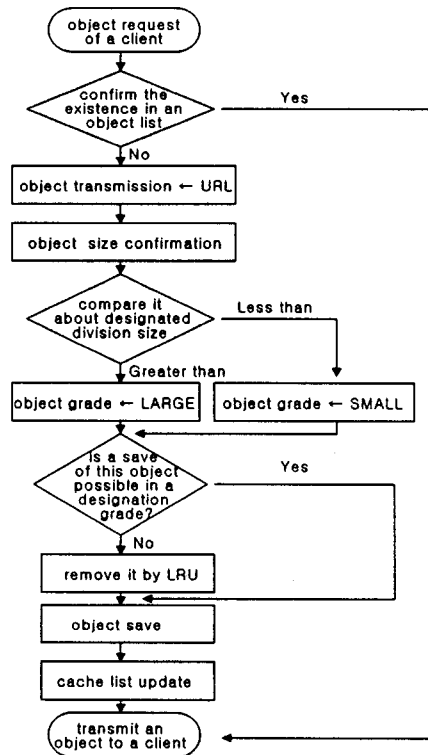 object request
of a client
confirm the
existence in an
object list
Yes
No
object transmission ← URL
object size confirmation
compare it
about designated
division size
Less than
Greater than
object grade ← LARGE
object grade ← SMALL
Is a save
of this object
possible in a
designation
grade?
Yes
No
remove it by LRU
object save
cache list update
transmit an
object to a client